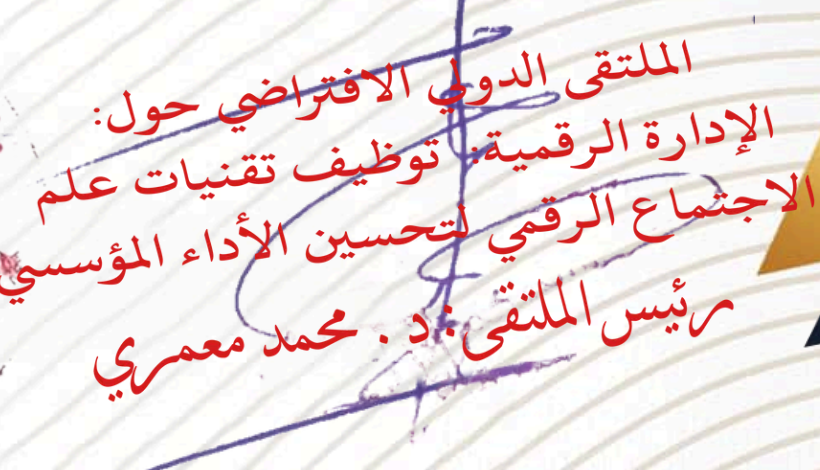 الملتقى الدولي الافتراضي حول:
الإدارة الرقمية: توظيف تقنيات علم
الاجتماع الرقمي لتحسين الأداء المؤسسي
رئيس الملتقى: د . محمد معمري